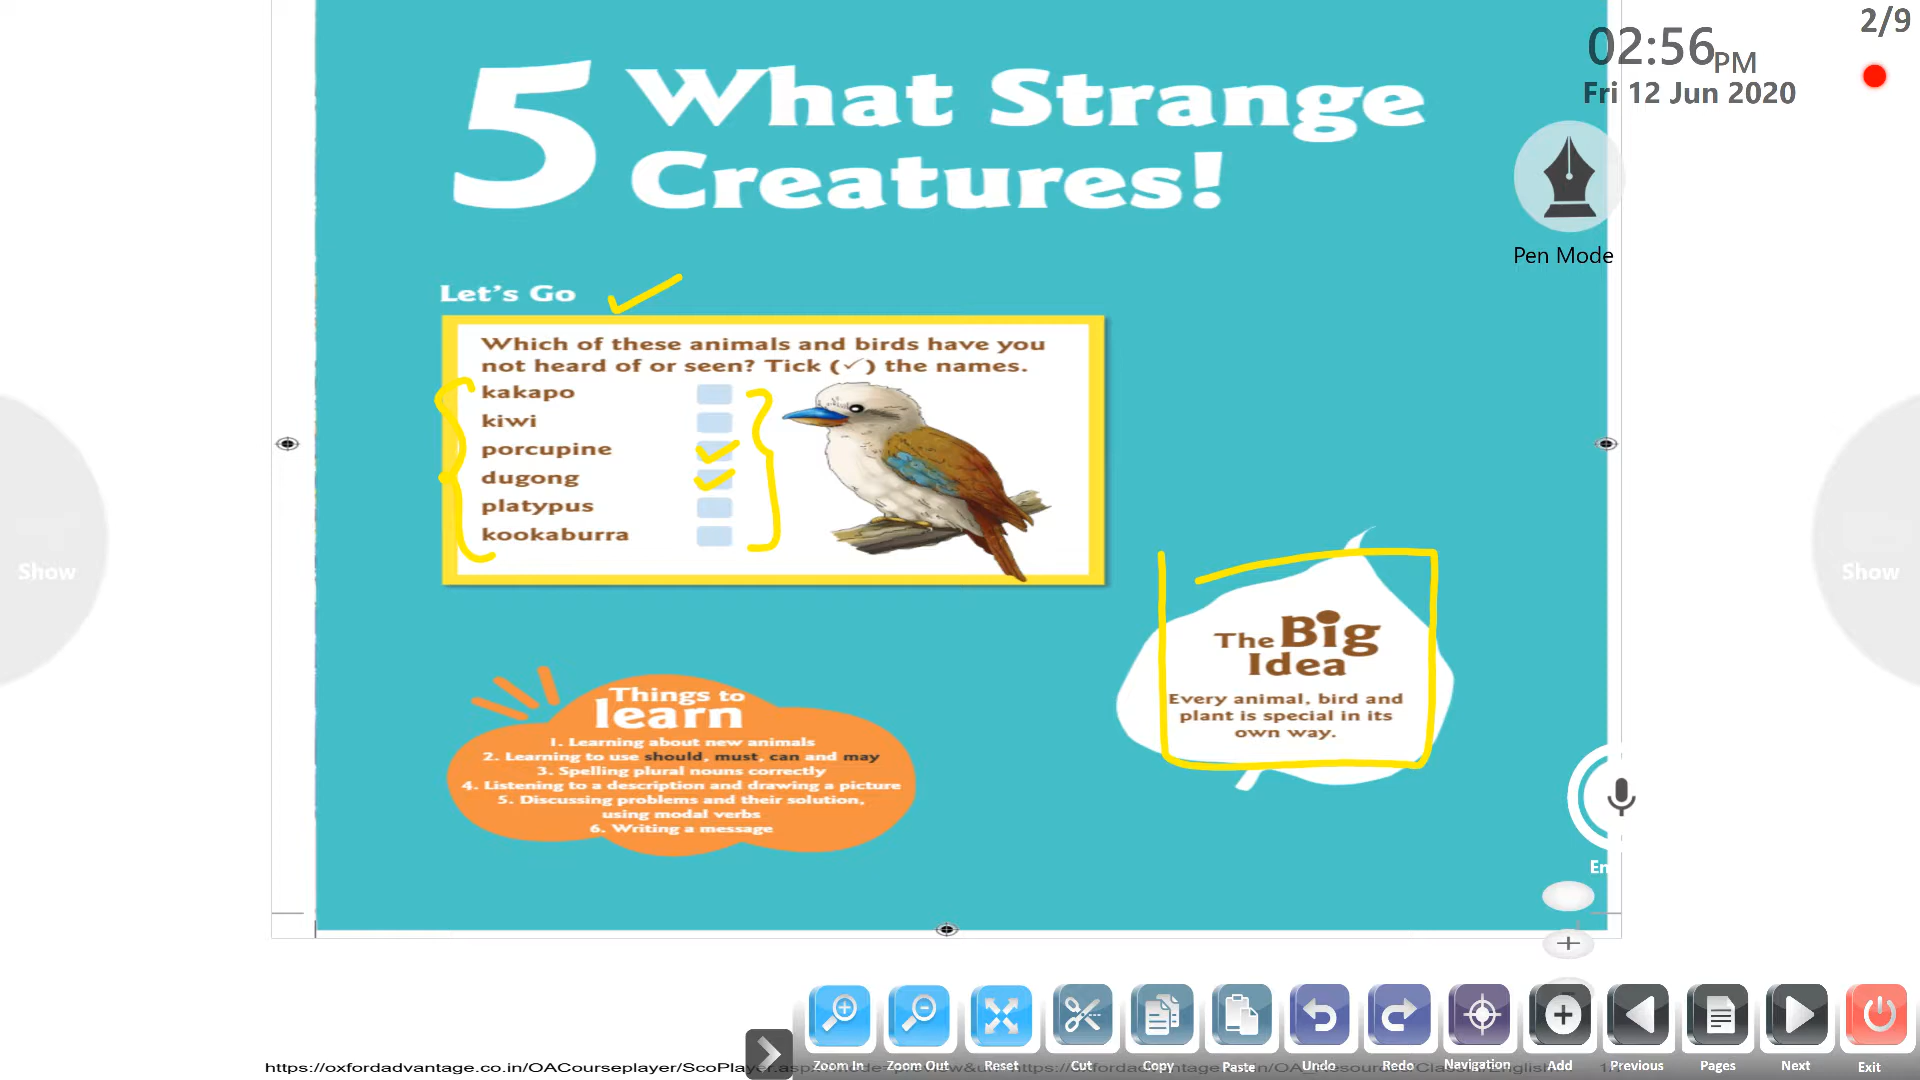 2/9
02:56 PM
Fri 12 Jun 2020
5 What Strange
Creatures!
Pen Mode
Let's Go
Which of these animals and birds have you
not heard of or seen? Tick (✓) the names.
kakapo
kiwi
porcupine
dugong
platypus
kookaburra
Show
Show
The Big
Idea
Every animal, bird and
plant is special in its
own way.
Things to
learn
1. Learning about new animals
2. Learning to use should, must, can and may
3. Spelling plural nouns correctly
4. Listening to a description and drawing a picture
5. Discussing problems and their solution,
using modal verbs
6. Writing a message
Zoom In
Zoom Out
Reset
Cut
Copy
Paste
Undo
Redo
Navigation
Add
Previous
Pages
Next
Exit